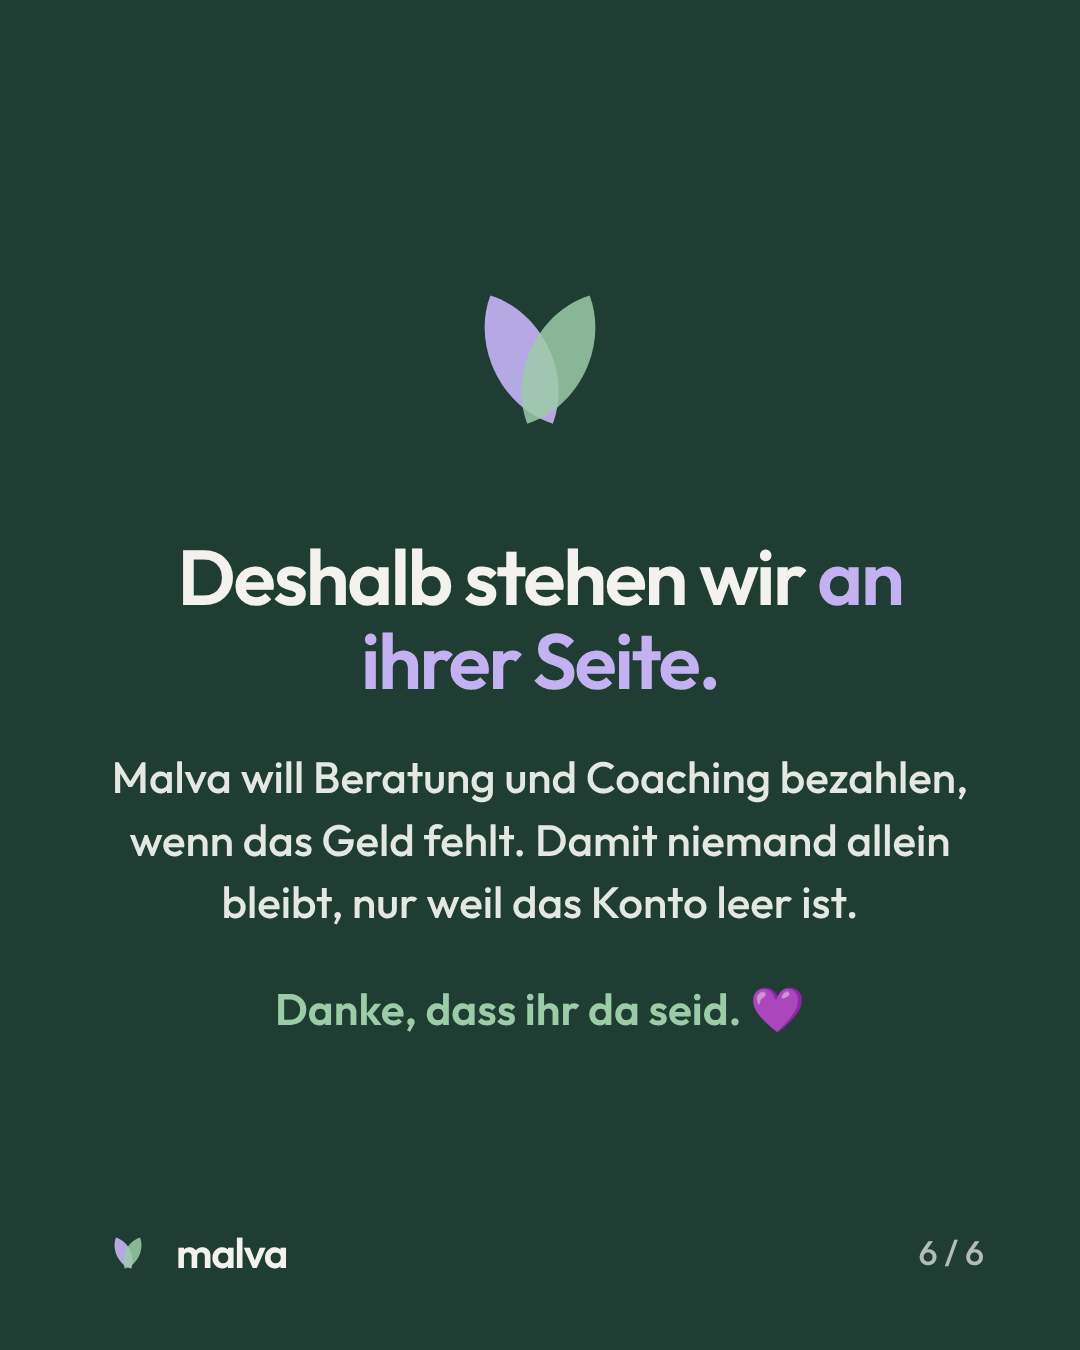 Deshalb stehen wir an
ihrer Seite.
Malva will Beratung und Coaching bezahlen,
wenn das Geld fehlt. Damit niemand allein
bleibt, nur weil das Konto leer ist.
Danke, dass ihr da seid. 💜
malva
6 / 6